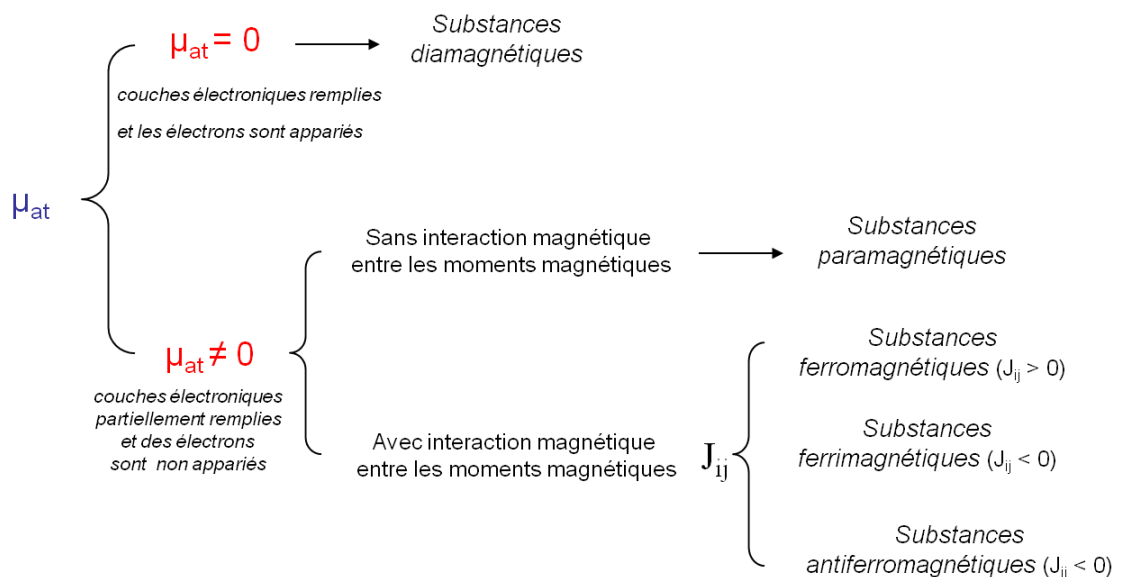 μat = 0
Substances
diamagnétiques
couches électroniques remplies
et les électrons sont appariés
μat
Sans interaction magnétique
entre les moments magnétiques
Substances
paramagnétiques
μat ≠ 0
couches électroniques
partiellement remplies
et des électrons
sont non appariés
Avec interaction magnétique
entre les moments magnétiques
Jij
Substances
ferromagnétiques (Jij > 0)
Substances
ferrimagnétiques (Jij < 0)
Substances
antiferromagnétiques (Jij < 0)